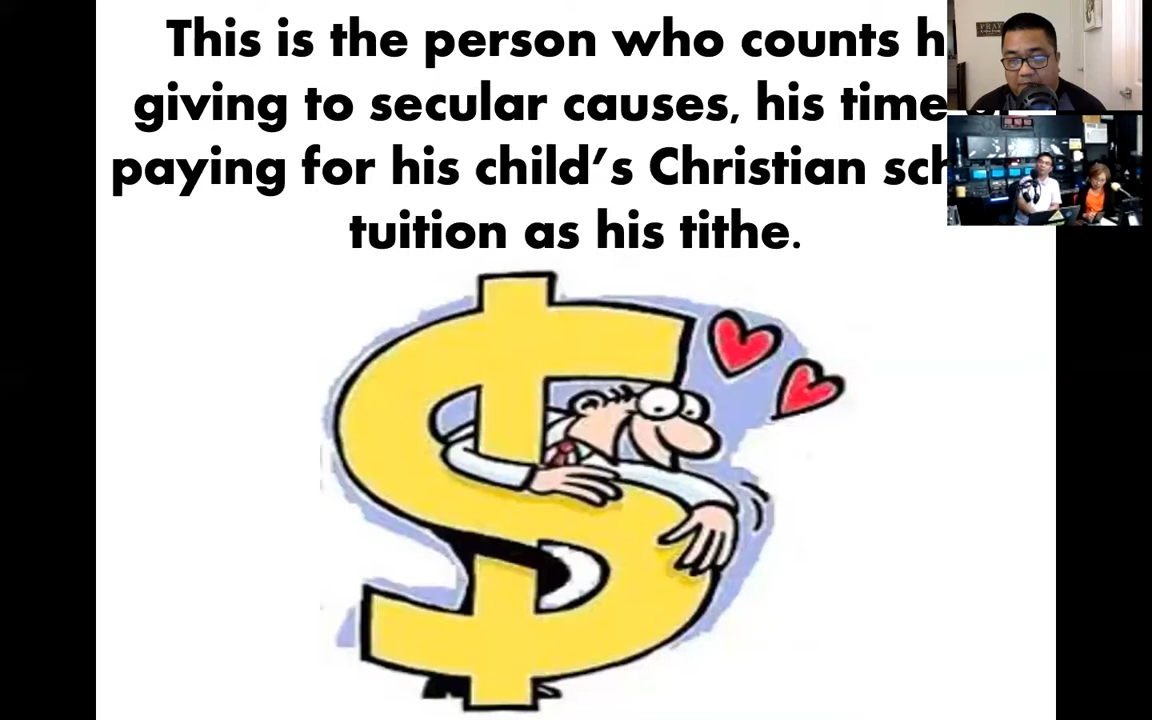 This is the person who counts h
giving to secular causes, his time
paying for his child’s Christian sch
tuition as his tithe.
PRAY